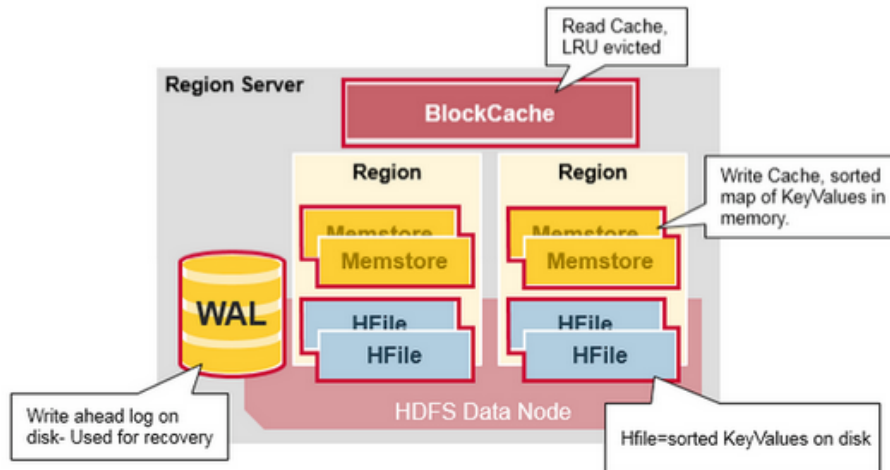 Read Cache,
LRU evicted
Region Server
BlockCache
Region
Region
Write Cache, sorted
map of KeyValues in
memory.
Memstore
Memstore
Memstore
Memstore
WAL
HFile
HFile
HFile
HFile
Write ahead log on
disk- Used for recovery
HDFS Data Node
Hfile=sorted KeyValues on disk